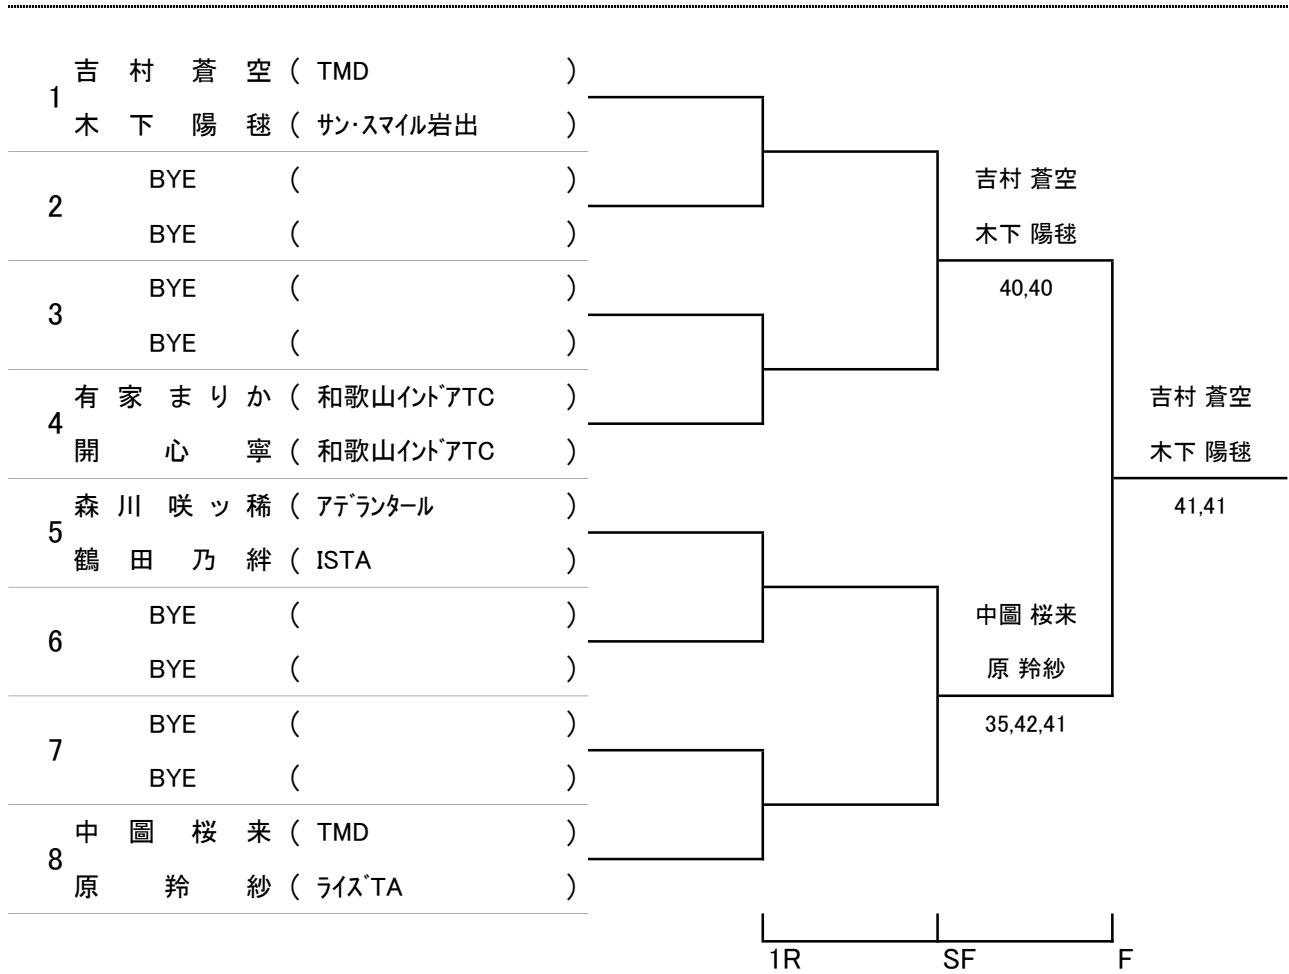 1
吉村 蒼空 ( TMD )
木下 陽毬 ( サン・スマイル岩出 )
2
BYE ( )
BYE ( )
3
BYE ( )
BYE ( )
4
有家 まりか ( 和歌山ｲﾝﾄﾞｱTC )
開 心寧 ( 和歌山ｲﾝﾄﾞｱTC )
5
森川 咲ッ稀 ( ｱﾃﾞﾗﾝﾀｰﾙ )
鶴田 乃絆 ( ISTA )
6
BYE ( )
BYE ( )
7
BYE ( )
BYE ( )
8
中圖 桜来 ( TMD )
原 羚紗 ( ﾗｲｽﾞTA )
吉村 蒼空
木下 陽毬
40,40
中圖 桜来
原 羚紗
35,42,41
吉村 蒼空
木下 陽毬
41,41
1R SF F